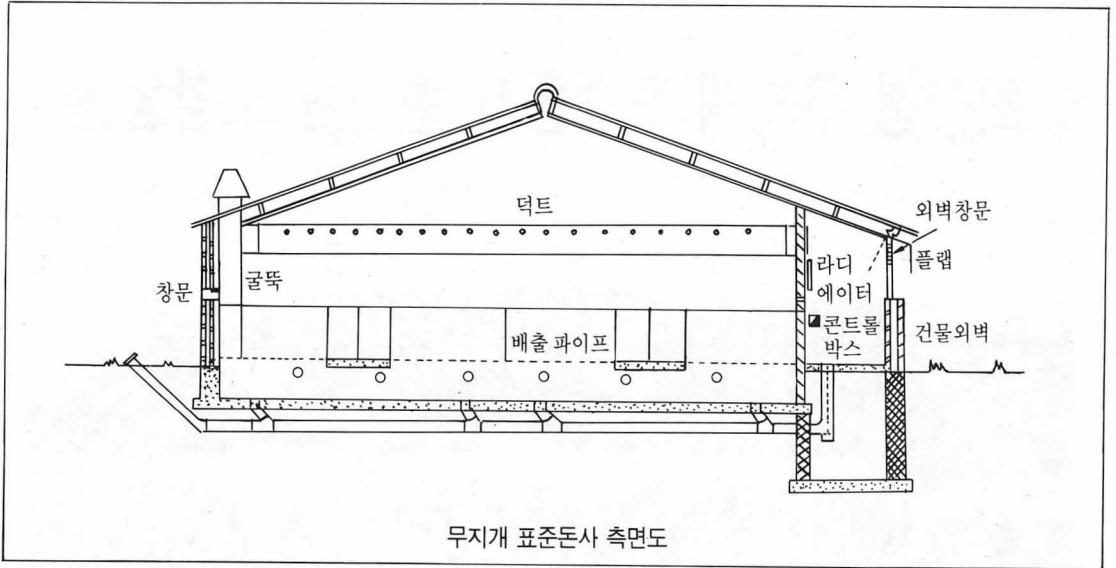 덕트
외벽창문
플랩
라디
에이터
굴뚝
창문
콘트롤
박스
배출 파이프
건물외벽
무지개 표준돈사 측면도